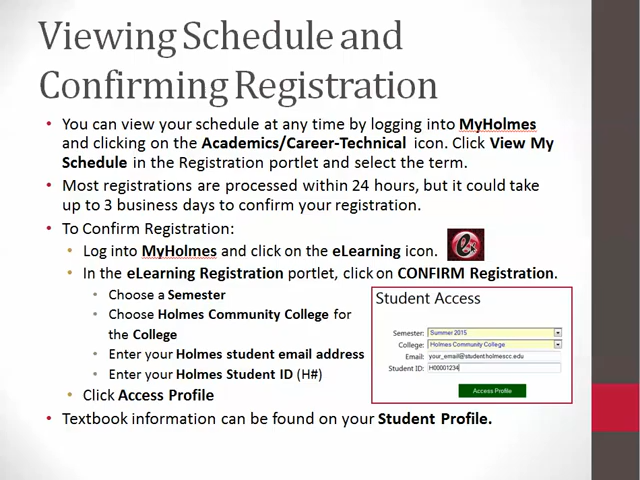 Viewing Schedule and
Confirming Registration
• You can view your schedule at any time by logging into MyHolmes
and clicking on the Academics/Career-Technical icon. Click View My
Schedule in the Registration portlet and select the term.
• Most registrations are processed within 24 hours, but it could take
up to 3 business days to confirm your registration.
• To Confirm Registration:
• Log into MyHolmes and click on the eLearning icon.
• In the eLearning Registration portlet, click on CONFIRM Registration.
• Choose a Semester
• Choose Holmes Community College for
the College
• Enter your Holmes student email address
• Enter your Holmes Student ID (H#)
• Click Access Profile
• Textbook information can be found on your Student Profile.
e
Student Access
Semester: Summer 2015
College: Holmes Community College
Email: your_email@student.holmescc.edu
Student ID: H00001234
Access Profile